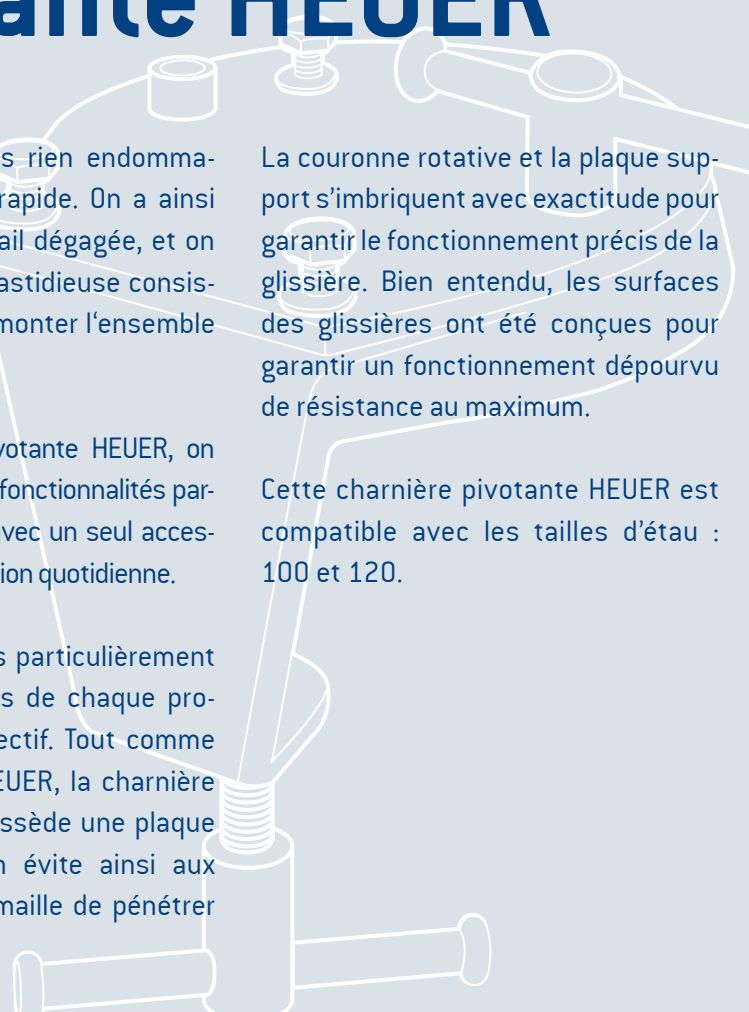 HEUER
s rien endomma-
rapide. On a ainsi
ail dégagée, et on
astidieuse consis-
monter l‘ensemble
votante HEUER, on
fonctionnalités par-
avec un seul acces-
ion quotidienne.
s particulièrement
s de chaque pro-
ectif. Tout comme
EUER, la charnière
ssède une plaque
n évite ainsi aux
maille de pénétrer
La couronne rotative et la plaque sup-
port s’imbriquent avec exactitude pour
garantir le fonctionnement précis de la
glissière. Bien entendu, les surfaces
des glissières ont été conçues pour
garantir un fonctionnement dépourvu
de résistance au maximum.
Cette charnière pivotante HEUER est
compatible avec les tailles d’étau :
100 et 120.